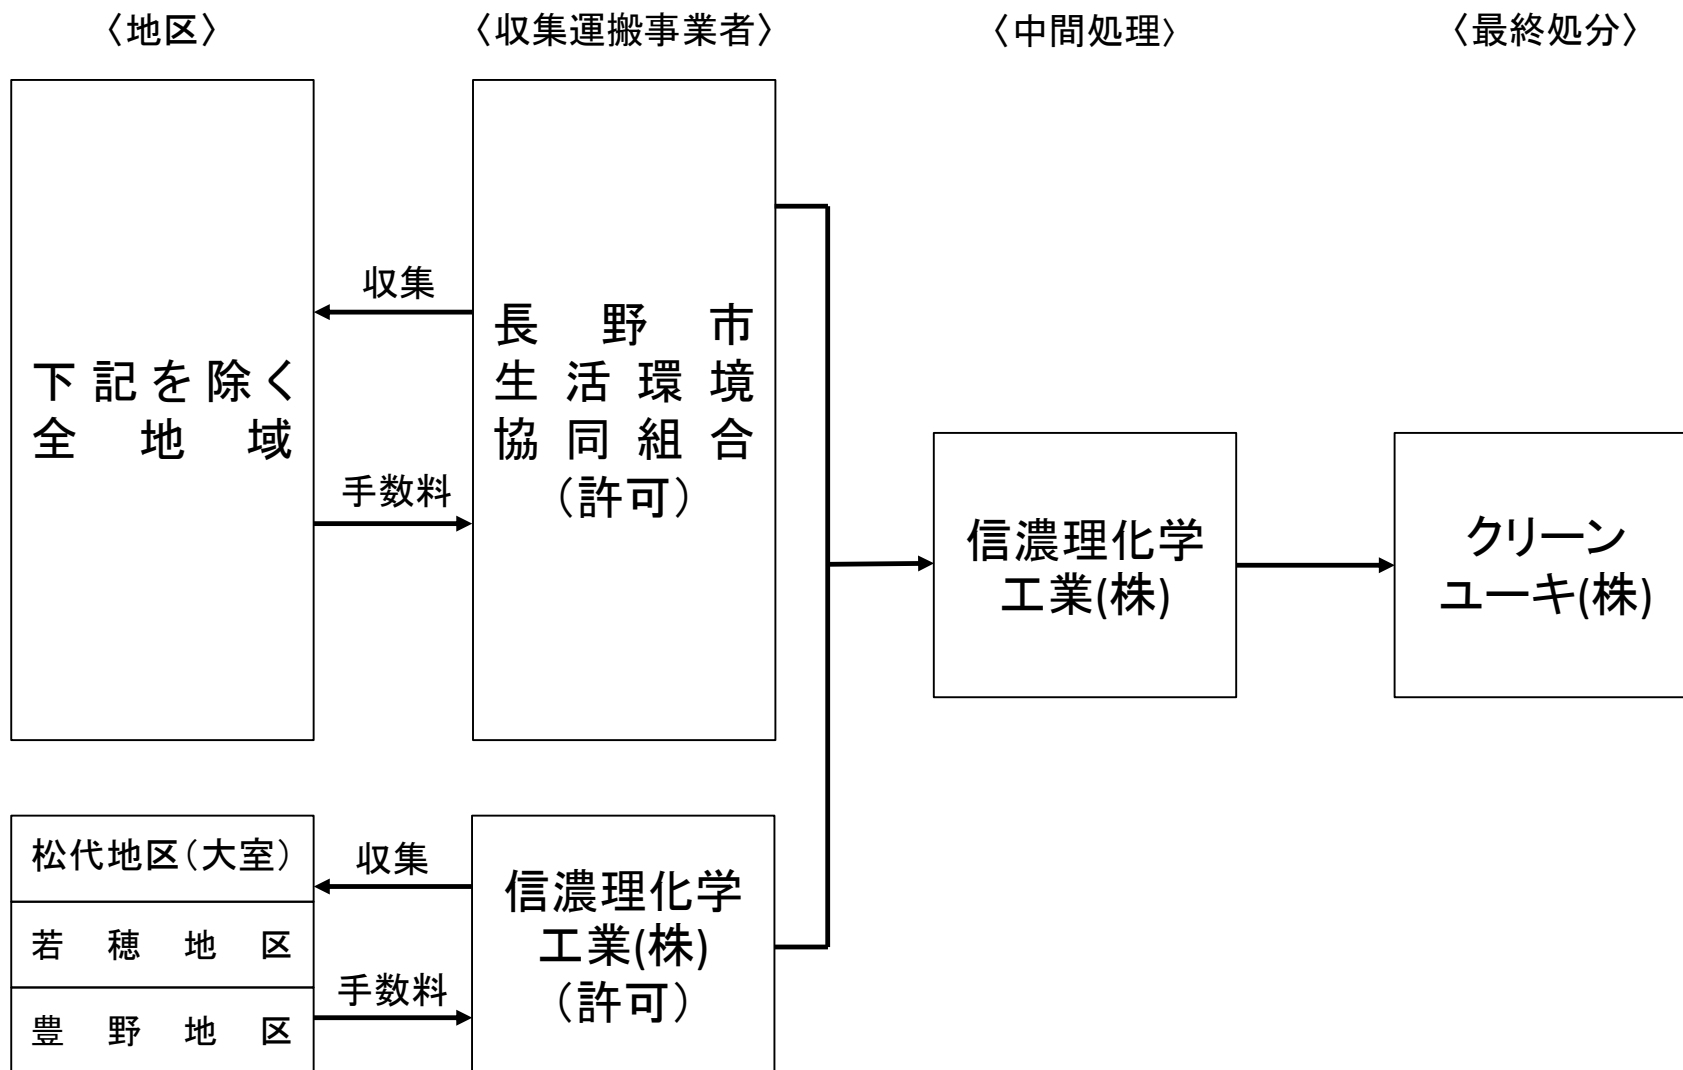 〈地区〉
〈収集運搬事業者〉
〈中間処理〉
〈最終処分〉
下記を除く
全地域
収集
手数料
長野市
生活環境
協同組合
（許可）
信濃理化学
工業(株)
クリーン
ユーキ(株)
松代地区（大室）
若穂地区
豊野地区
収集
手数料
信濃理化学
工業(株)
（許可）